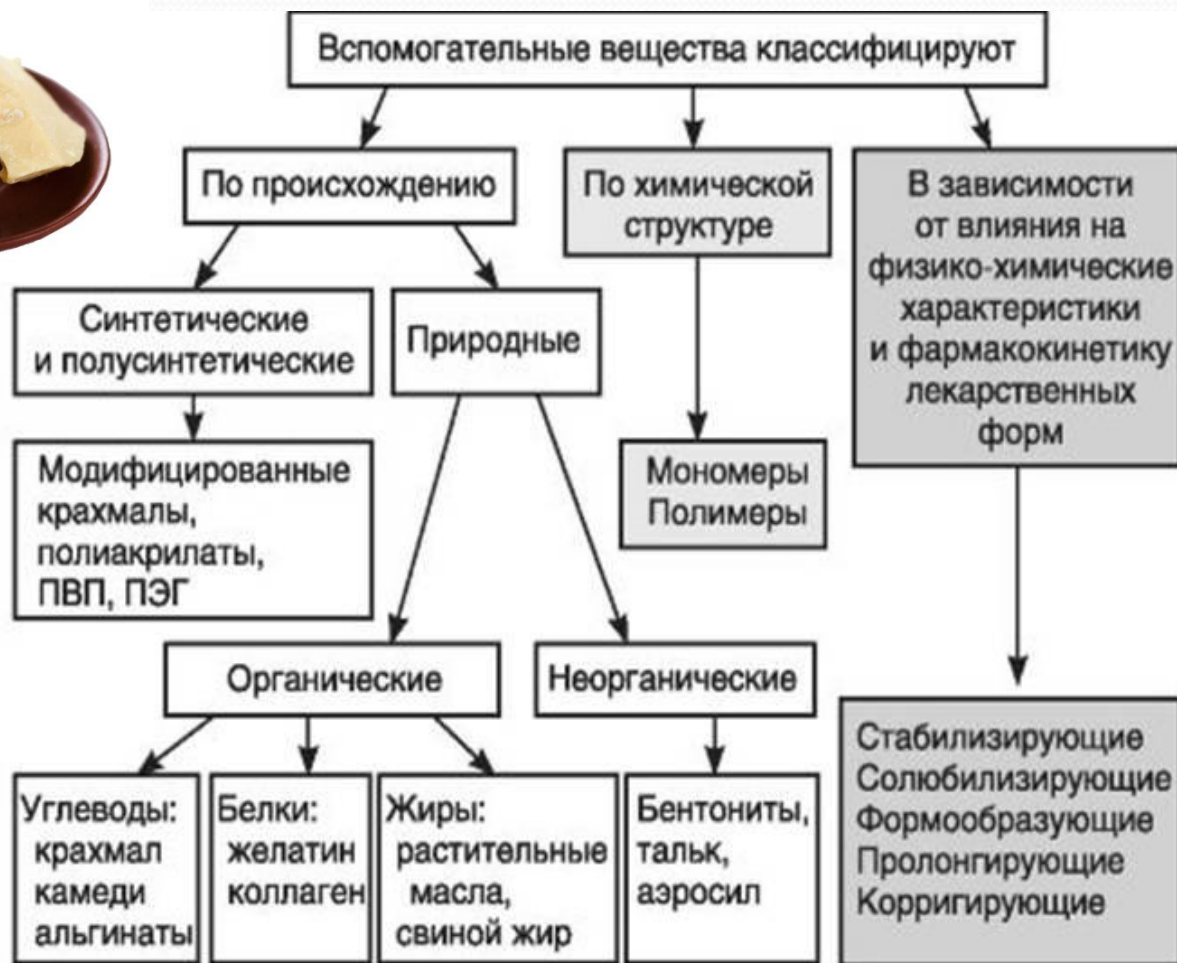 Вспомогательные вещества классифицируют
По происхождению
По химической
структуре
В зависимости
от влияния на
физико-химические
характеристики
и фармакокинетику
лекарственных
форм
Синтетические
и полусинтетические
Природные
Модифицированные
крахмалы,
полиакрилаты,
ПВП, ПЭГ
Мономеры
Полимеры
Органические
Неорганические
Углеводы:
крахмал
камеди
альгинаты
Белки:
желатин
коллаген
Жиры:
растительные
масла,
свиной жир
Бентониты,
тальк,
аэросил
Стабилизирующие
Солюбилизирующие
Формообразующие
Пролонгирующие
Корригирующие